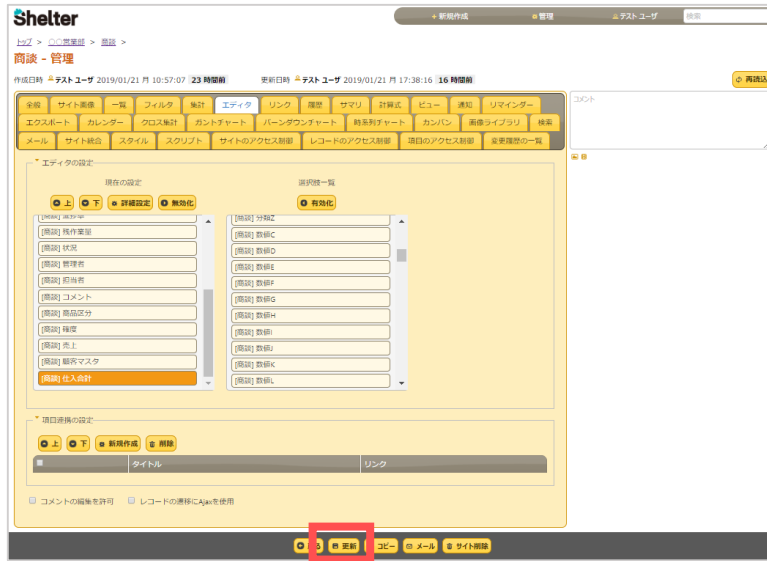 Shelter
+ 新規作成 管理 テスト ユーザ 検索
トップ > 〇〇営業部 > 商談 >
商談 - 管理
作成日時 テスト ユーザ 2019/01/21 月 10:57:07 23 時間前 更新日時 テスト ユーザ 2019/01/21 月 17:38:16 16 時間前
再読込
全般 サイト画像 一覧 フィルタ 集計 エディタ リンク 履歴 サマリ 計算式 ビュー 通知 リマインダー
エクスポート カレンダー クロス集計 ガントチャート バーンダウンチャート 時系列チャート カンバン 画像ライブラリ 検索
メール サイト統合 スタイル スクリプト サイトのアクセス制御 レコードのアクセス制御 項目のアクセス制御 変更履歴の一覧
コメント
エディタの設定
現在の設定
上 下 詳細設定 無効化
[商談] 残作業量
[商談] 状況
[商談] 管理者
[商談] 担当者
[商談] コメント
[商談] 商品区分
[商談] 確度
[商談] 売上
[商談] 顧客マスタ
[商談] 仕入合計
選択肢一覧
有効化
[商談] 分類Z
[商談] 数値C
[商談] 数値D
[商談] 数値E
[商談] 数値F
[商談] 数値G
[商談] 数値H
[商談] 数値I
[商談] 数値J
[商談] 数値K
[商談] 数値L
項目連携の設定
上 下 新規作成 削除
タイトル リンク
コメントの編集を許可 レコードの遷移にAjaxを使用
更新 コピー メール サイト削除